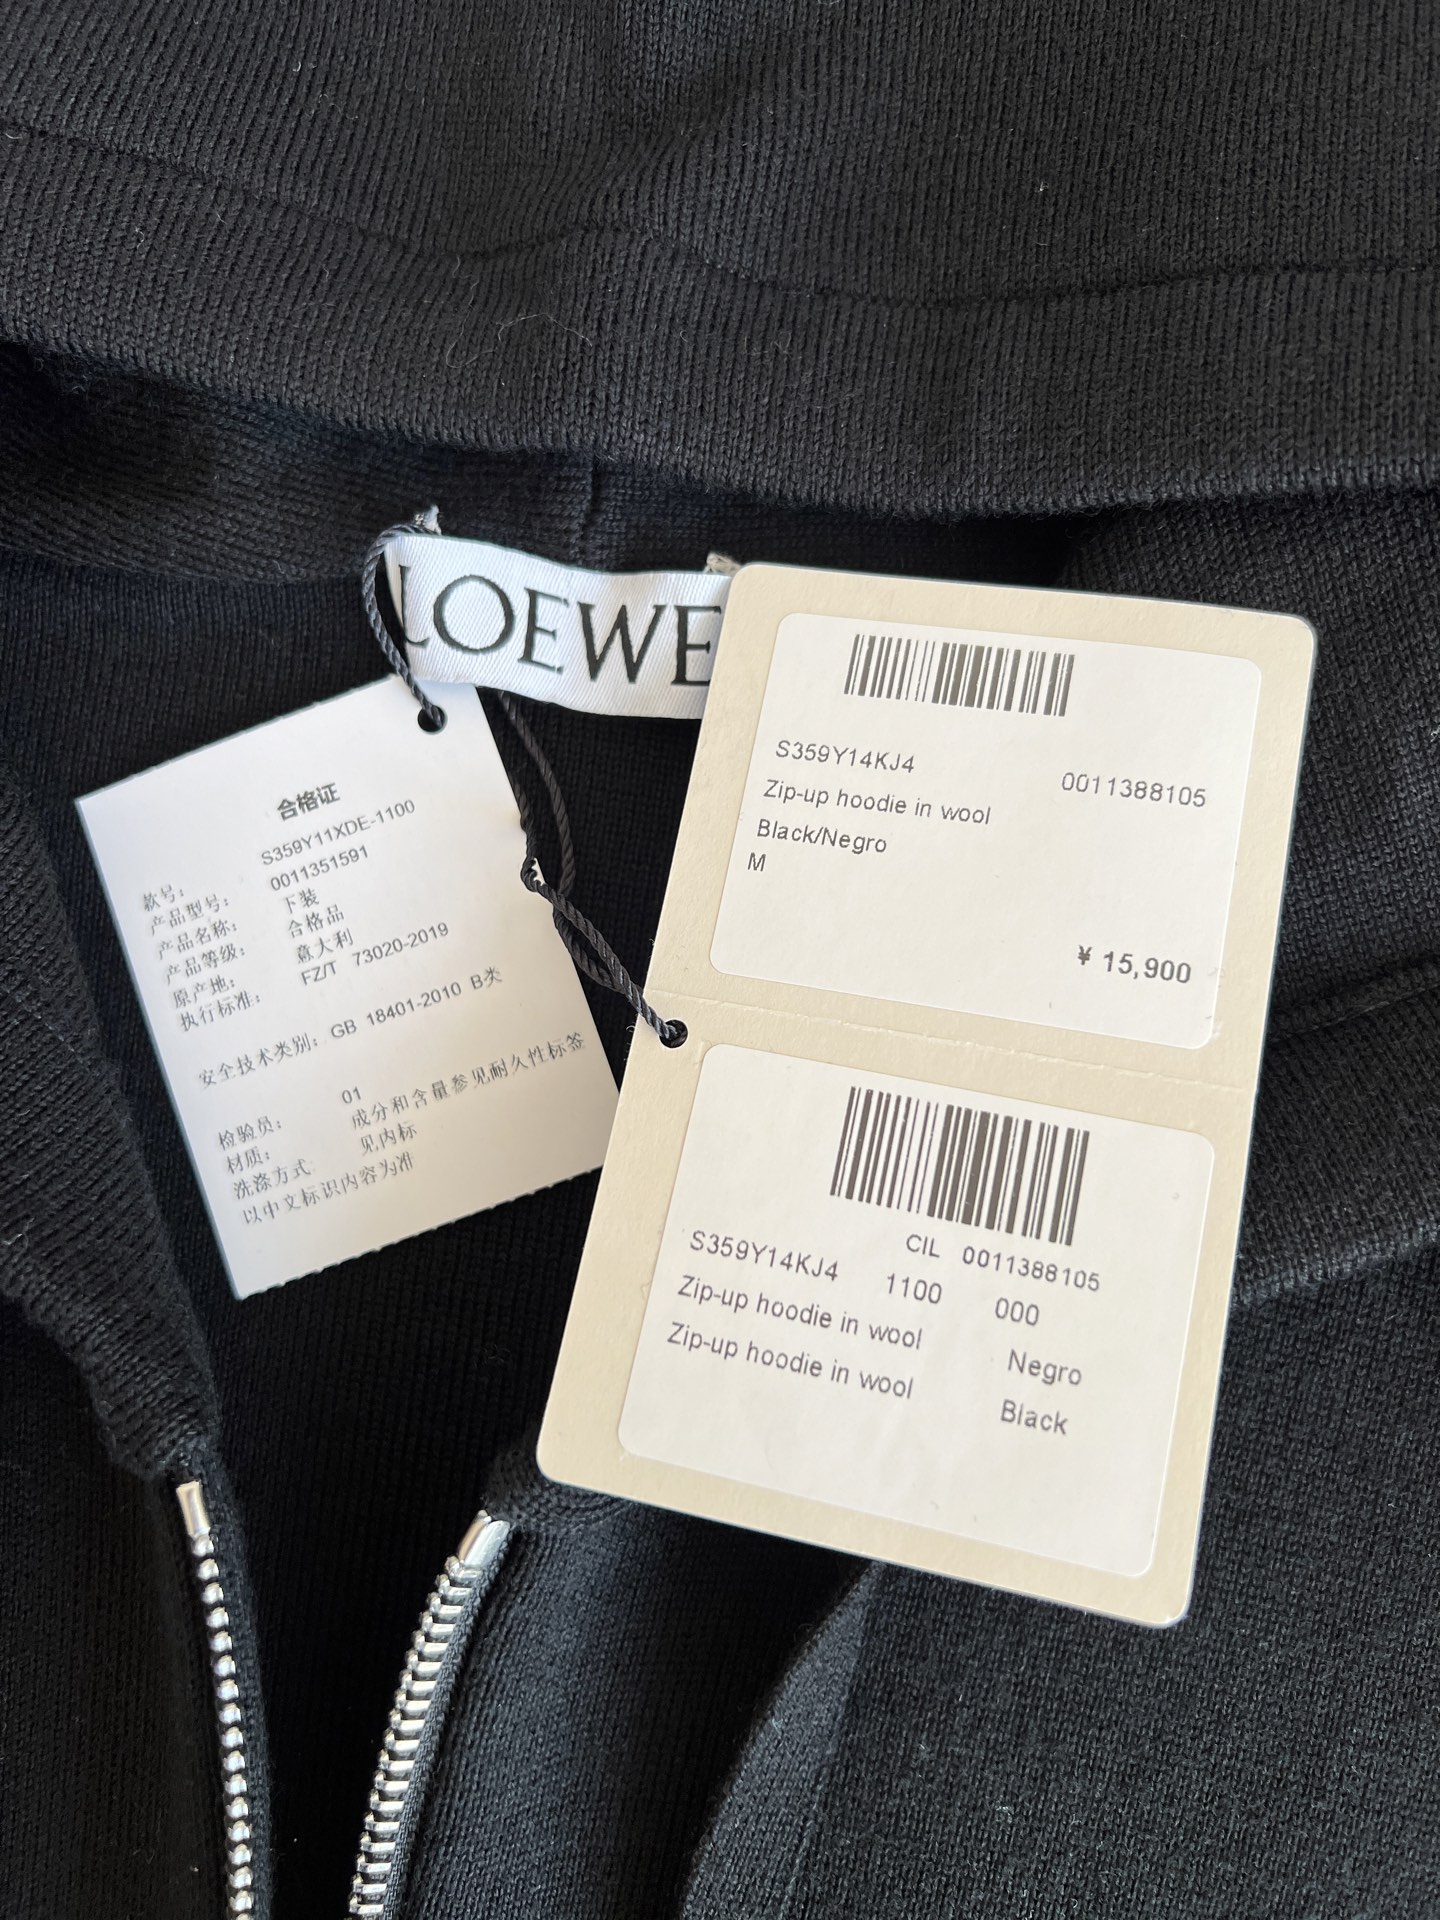 LOEWE
合格证
款号: S359Y11XDE-1100
产品型号: 0011351591
产品名称: 下装
产品等级: 合格品
原产地: 意大利
执行标准: FZ/T 73020-2019
安全技术类别: GB 18401-2010 B类
检验员: 01
材质: 成分和含量参见耐久性标签
洗涤方式: 见内标
以中文标识内容为准
S359Y14KJ4 0011388105
Zip-up hoodie in wool
Black/Negro
M
¥ 15,900
CIL 0011388105
S359Y14KJ4 1100 000
Zip-up hoodie in wool Negro
Zip-up hoodie in wool Black